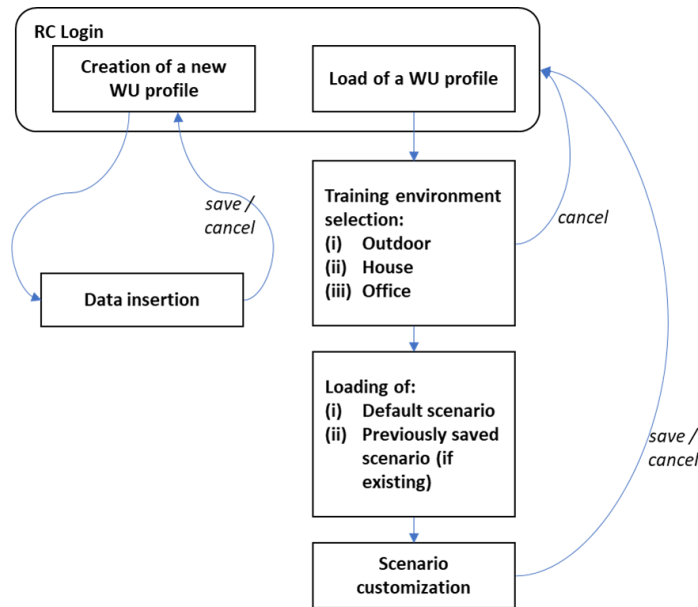 RC Login
Creation of a new
WU profile
Load of a WU profile
save /
cancel
Data insertion
Training environment
selection:
(i) Outdoor
(ii) House
(iii) Office
cancel
Loading of:
(i) Default scenario
(ii) Previously saved
scenario (if
existing)
save /
cancel
Scenario
customization